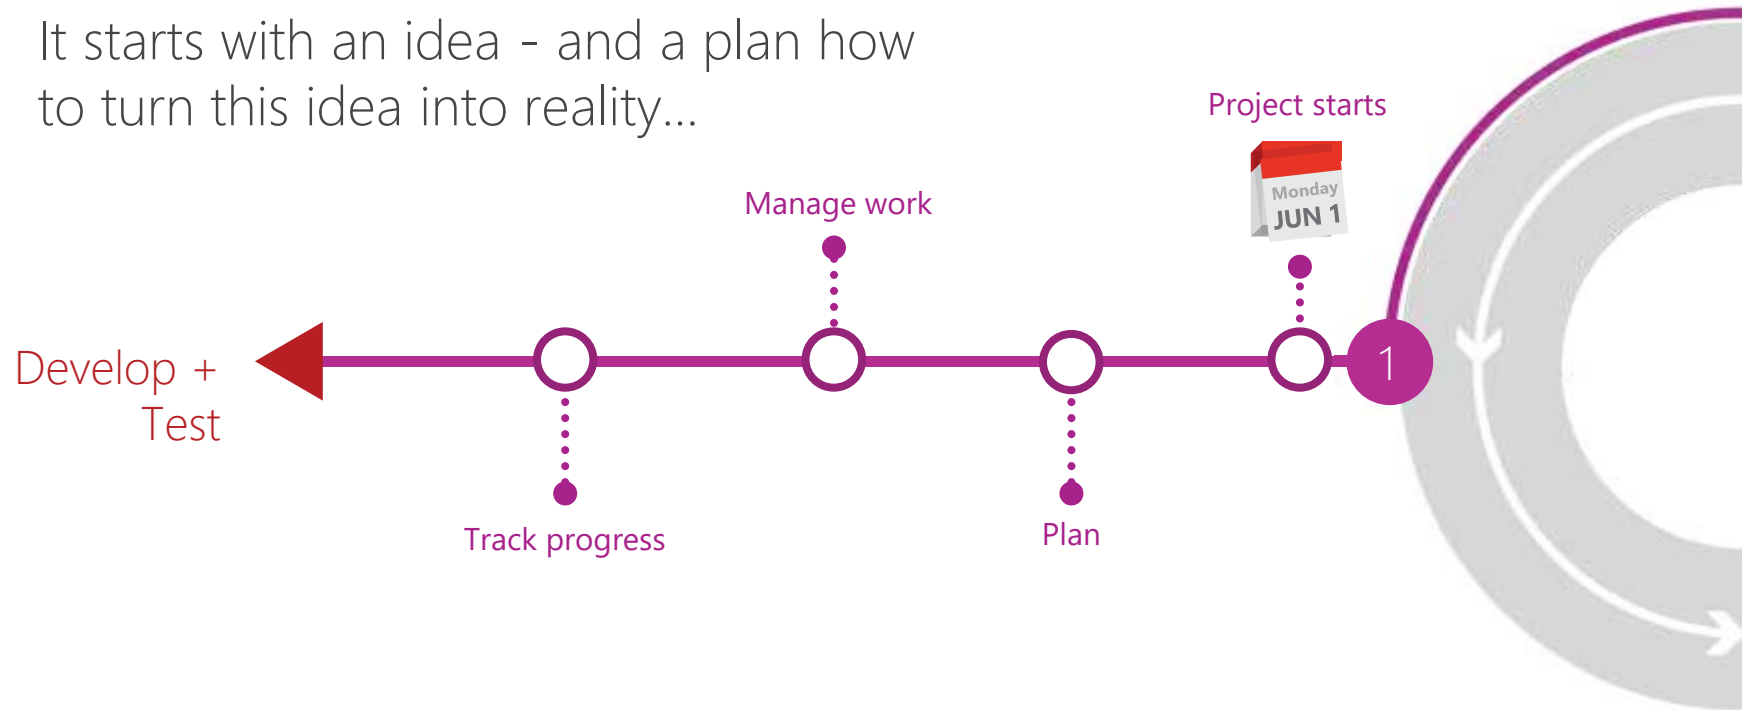 It starts with an idea - and a plan how
to turn this idea into reality...
Project starts
Monday
JUN 1
Manage work
1
Develop +
Test
Track progress
Plan